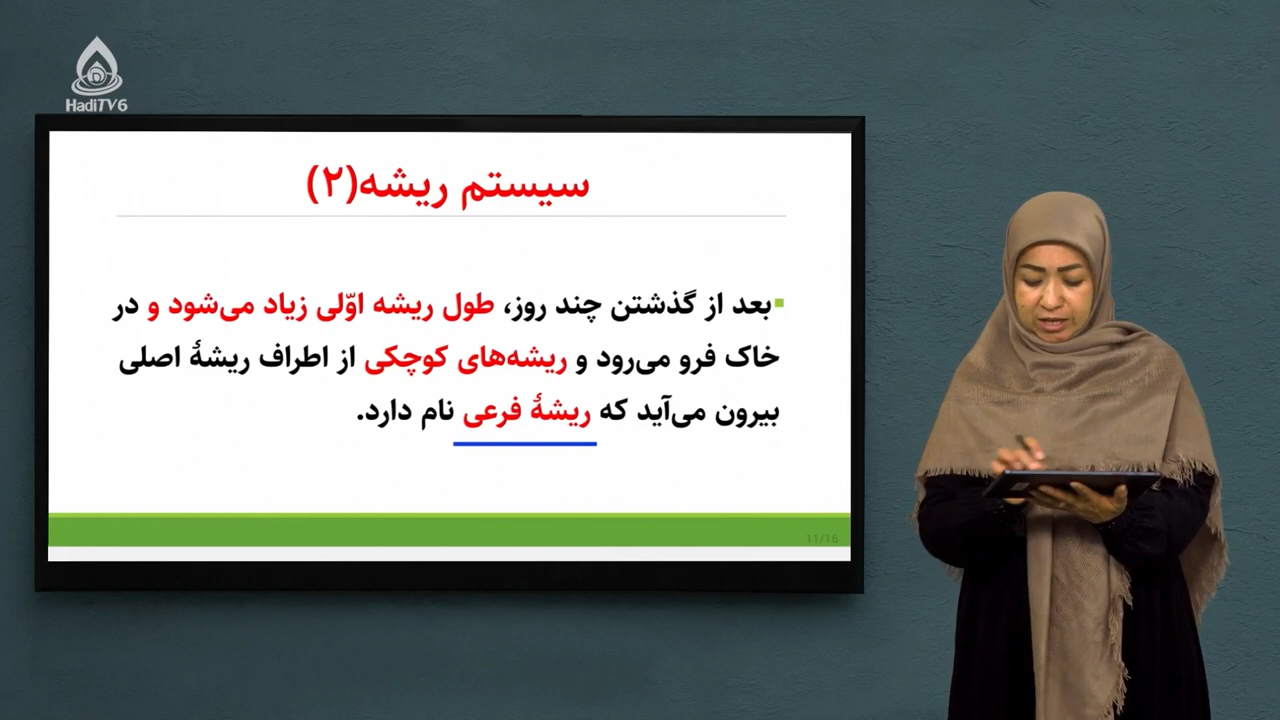 HadiTV6
سیستم ریشه(۲)
بعد از گذشتن چند روز، طول ریشه اوّلی زیاد می‌شود و در
خاک فرو می‌رود و ریشه‌های کوچکی از اطراف ریشهٔ اصلی
بیرون می‌آید که ریشهٔ فرعی نام دارد.
11/16